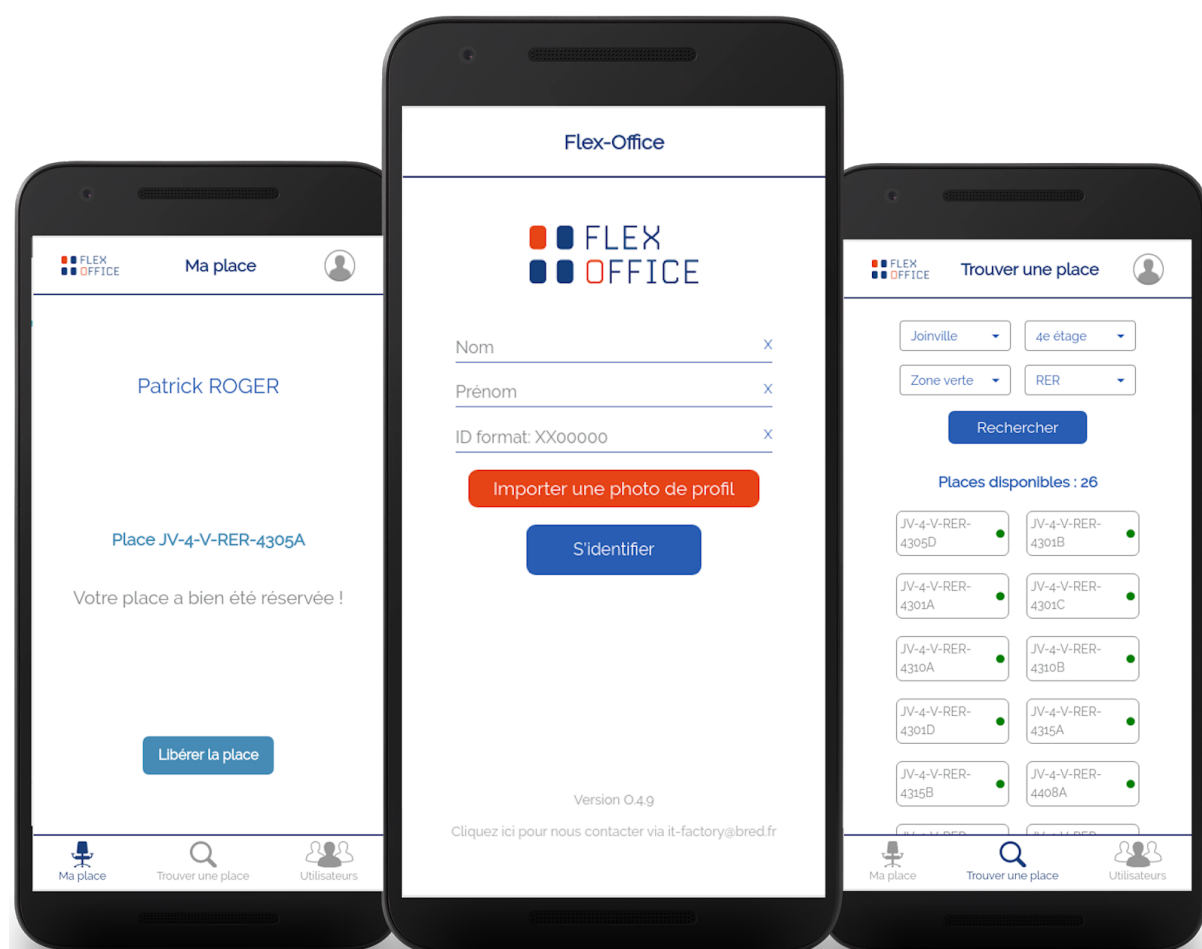 FLEX
OFFICE
Ma place
Patrick ROGER
Place JV-4-V-RER-4305A
Votre place a bien été réservée !
Libérer la place
Ma place
Trouver une place
Utilisateurs
Flex-Office
FLEX
OFFICE
Nom X
Prénom X
ID format: XX00000 X
Importer une photo de profil
S'identifier
Version 0.4.9
Cliquez ici pour nous contacter via it-factory@bred.fr
FLEX
OFFICE
Trouver une place
Joinville
4e étage
Zone verte
RER
Rechercher
Places disponibles : 26
JV-4-V-RER-
4305D
JV-4-V-RER-
4301B
JV-4-V-RER-
4301A
JV-4-V-RER-
4301C
JV-4-V-RER-
4310A
JV-4-V-RER-
4310B
JV-4-V-RER-
4301D
JV-4-V-RER-
4315A
JV-4-V-RER-
4315B
JV-4-V-RER-
4408A
Ma place
Trouver une place
Utilisateurs